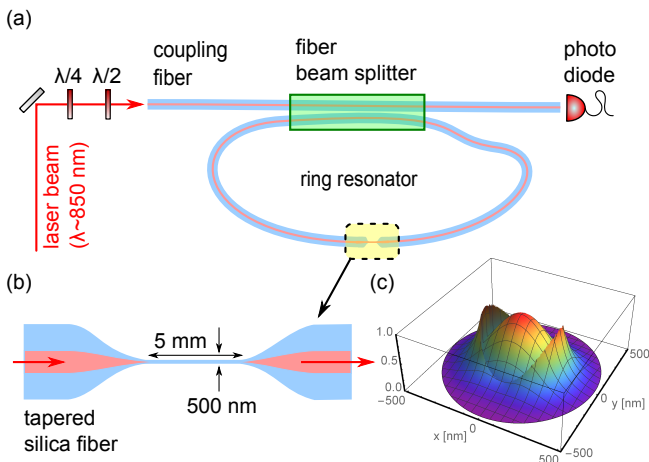 (a)
λ/4 λ/2
coupling
fiber
fiber
beam splitter
photo
diode
laser beam
(λ~850 nm)
ring resonator
(b)
5 mm
500 nm
tapered
silica fiber
(c)
1.0
0.5
0.0
−500
0
500
x [nm]
−500
0
500
y [nm]